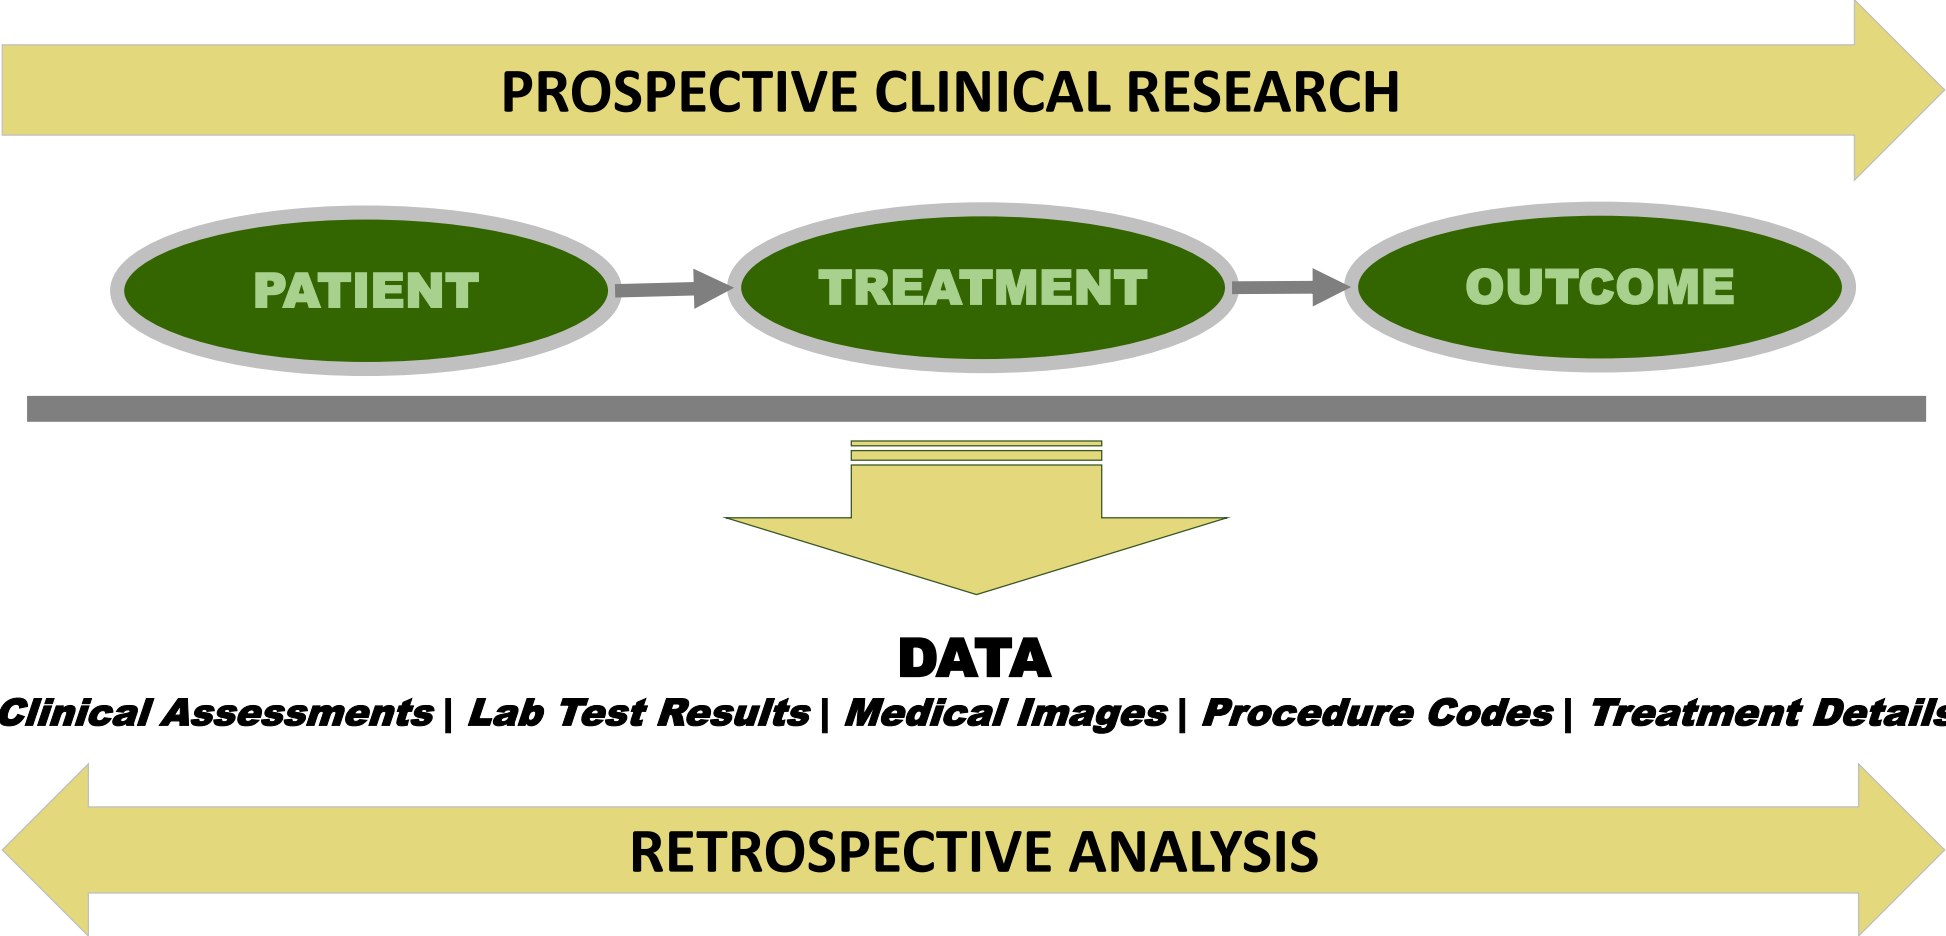 PROSPECTIVE CLINICAL RESEARCH
PATIENT
TREATMENT
OUTCOME
DATA
Clinical Assessments | Lab Test Results | Medical Images | Procedure Codes | Treatment Details
RETROSPECTIVE ANALYSIS